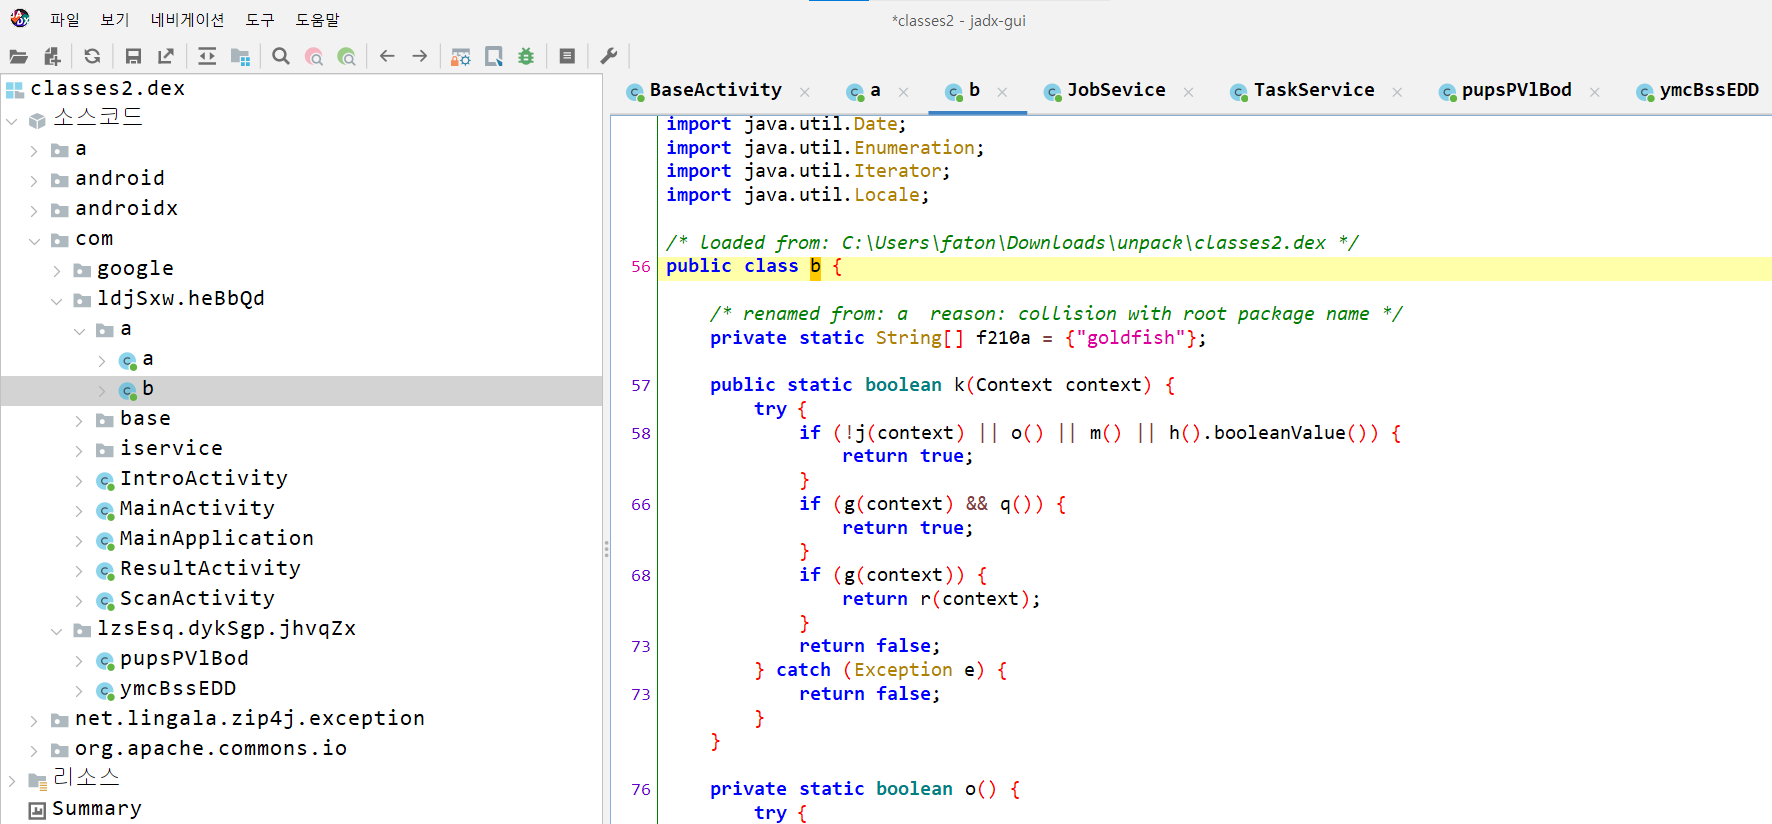 파일 보기 네비게이션 도구 도움말
*classes2 - jadx-gui
classes2.dex
소스코드
a
android
androidx
com
google
ldjSxw.heBbQd
a
a
b
base
iservice
IntroActivity
MainActivity
MainApplication
ResultActivity
ScanActivity
lzsEsq.dykSgp.jhvqZx
pupsPVlBod
ymcBssEDD
net.lingala.zip4j.exception
org.apache.commons.io
리소스
Summary
BaseActivity a b JobSevice TaskService pupsPVlBod ymcBssEDD
import java.util.Date;
import java.util.Enumeration;
import java.util.Iterator;
import java.util.Locale;
/* loaded from: C:\Users\faton\Downloads\unpack\classes2.dex */
56 public class b {
/* renamed from: a  reason: collision with root package name */
private static String[] f210a = {"goldfish"};
57 public static boolean k(Context context) {
try {
58 if (!j(context) || o() || m() || h().booleanValue()) {
return true;
}
66 if (g(context) && q()) {
return true;
}
68 if (g(context)) {
return r(context);
}
73 return false;
} catch (Exception e) {
73 return false;
}
}
76 private static boolean o() {
try {